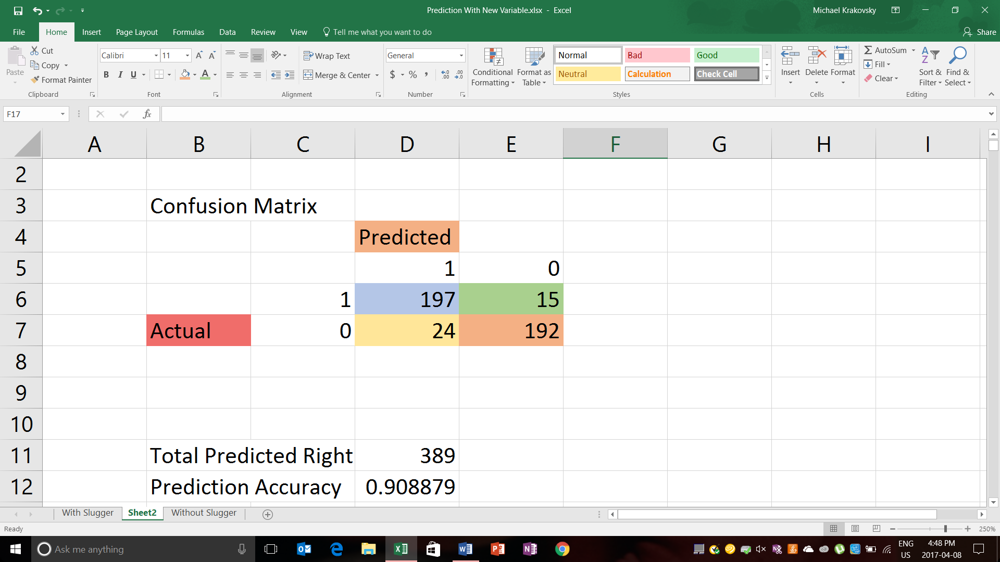 Prediction With New Variable.xlsx - Excel
Michael Krakovsky
File Home Insert Page Layout Formulas Data Review View Tell me what you want to do
Share
Paste
Cut
Copy
Format Painter
Clipboard
Calibri 11
B I U
Font
Wrap Text
Merge & Center
Alignment
General
$ % ,
Number
Conditional Formatting
Format as Table
Normal Bad Good
Neutral Calculation Check Cell
Styles
Insert Delete Format
Cells
AutoSum
Fill
Clear
Sort & Filter
Find & Select
Editing
F17
fx
A B C D E F G H I
2
3 Confusion Matrix
4 Predicted
5 1 0
6 1 197 15
7 Actual 0 24 192
8
9
10
11 Total Predicted Right 389
12 Prediction Accuracy 0.908879
With Slugger Sheet2 Without Slugger
Ready
250%
Ask me anything
ENG
US
4:48 PM
2017-04-08